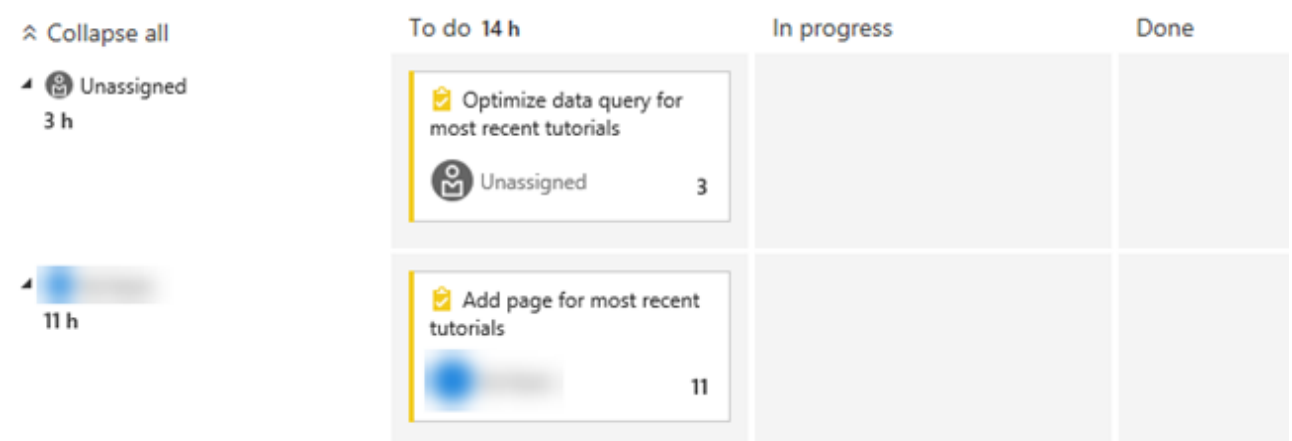 Collapse all
To do 14 h
In progress
Done
Unassigned
3 h
Optimize data query for
most recent tutorials
Unassigned
3
11 h
Add page for most recent
tutorials
11